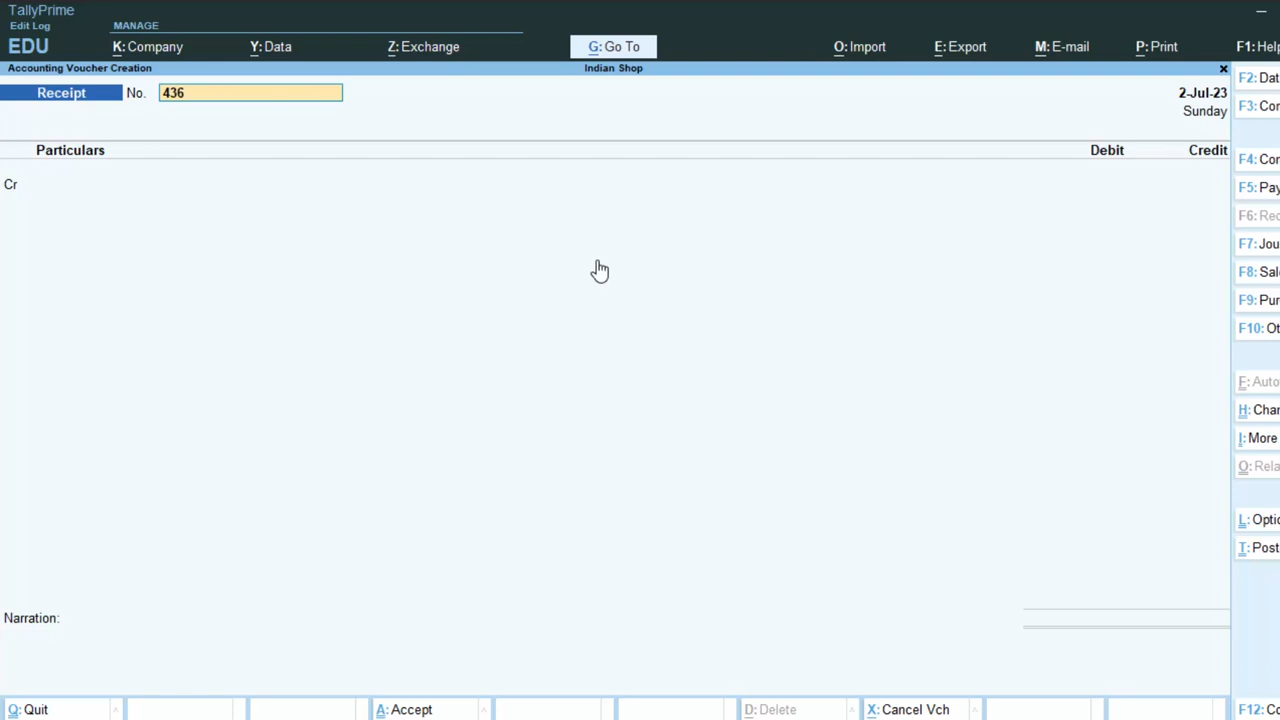 TallyPrime
Edit Log
MANAGE
EDU
K: Company Y: Data Z: Exchange G: Go To O: Import E: Export M: E-mail P: Print F1: Help
Accounting Voucher Creation Indian Shop
Receipt No. 436 2-Jul-23
Sunday
Particulars Debit Credit
Cr
F2: Dat
F3: Cor
F4: Cor
F5: Pay
F6: Rec
F7: Jou
F8: Sal
F9: Pur
F10: Ot
F: Auto
H: Char
I: More
O: Rela
L: Optio
T: Post
Narration:
Q: Quit A: Accept D: Delete X: Cancel Vch F12: Co